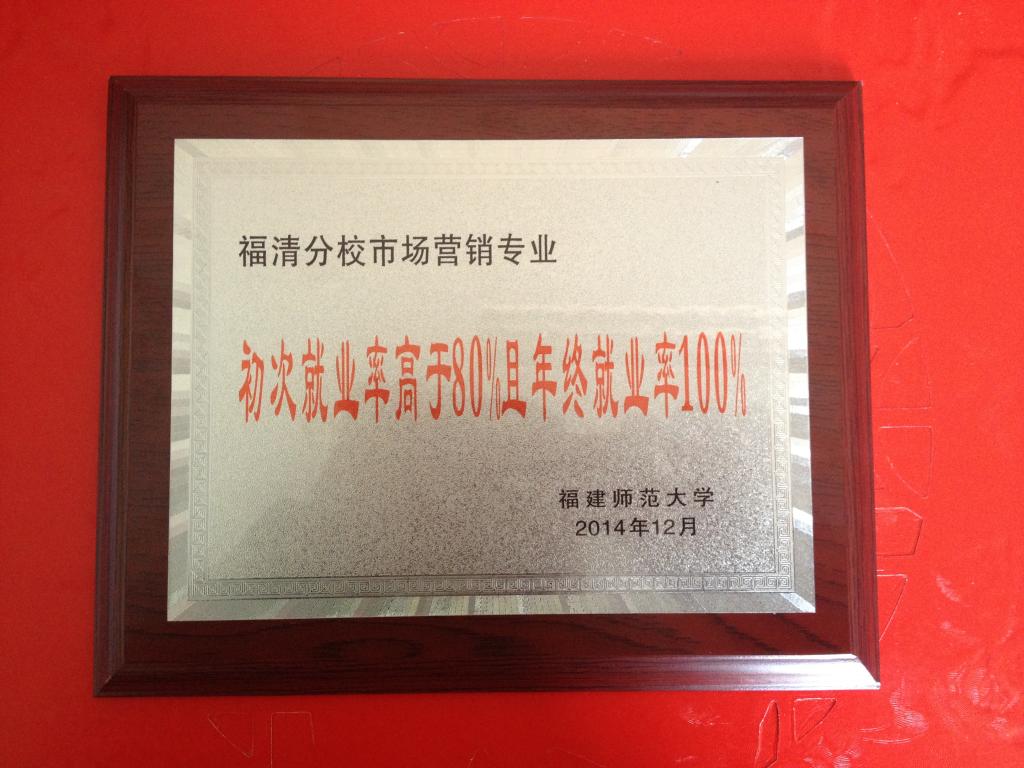 福清分校市场营销专业
初次就业率高于80%且年终就业率100%
福建师范大学
2014年12月